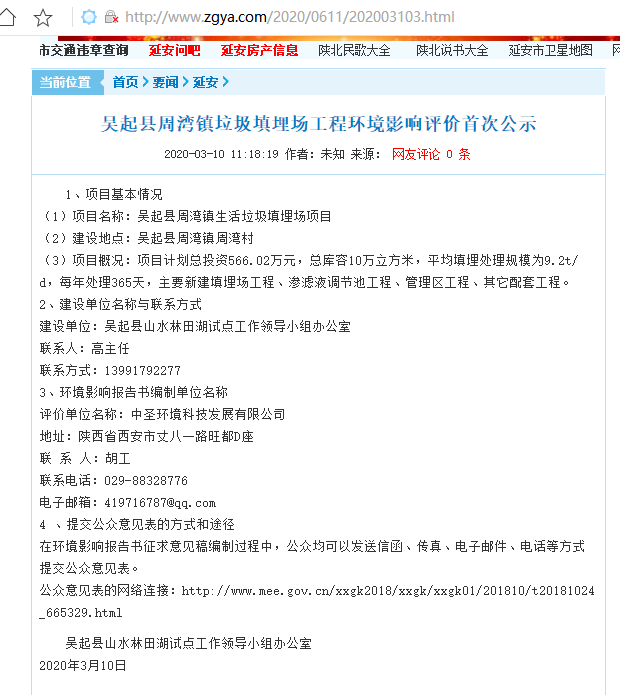 http://www.zgya.com/2020/0611/202003103.html
市交通违章查询 延安问吧 延安房产信息 陕北民歌大全 陕北说书大全 延安市卫星地图
当前位置 首页 要闻 延安
吴起县周湾镇垃圾填埋场工程环境影响评价首次公示
2020-03-10 11:18:19 作者：未知 来源： 网友评论 0 条
1、项目基本情况
（1）项目名称：吴起县周湾镇生活垃圾填埋场项目
（2）建设地点：吴起县周湾镇周湾村
（3）项目概况：项目计划总投资566.02万元，总库容10万立方米，平均填埋处理规模为9.2t/
d，每年处理365天，主要新建填埋场工程、渗滤液调节池工程、管理区工程、其它配套工程。
2、建设单位名称与联系方式
建设单位：吴起县山水林田湖试点工作领导小组办公室
联系人：高主任
联系方式：13991792277
3、环境影响报告书编制单位名称
评价单位名称：中圣环境科技发展有限公司
地址：陕西省西安市丈八一路旺都D座
联 系 人：胡工
联系电话：029-88328776
电子邮箱：419716787@qq.com
4 、提交公众意见表的方式和途径
在环境影响报告书征求意见稿编制过程中，公众均可以发送信函、传真、电子邮件、电话等方式
提交公众意见表。
公众意见表的网络连接：http://www.mee.gov.cn/xxgk2018/xxgk/xxgk01/201810/t20181024
_665329.html
吴起县山水林田湖试点工作领导小组办公室
2020年3月10日